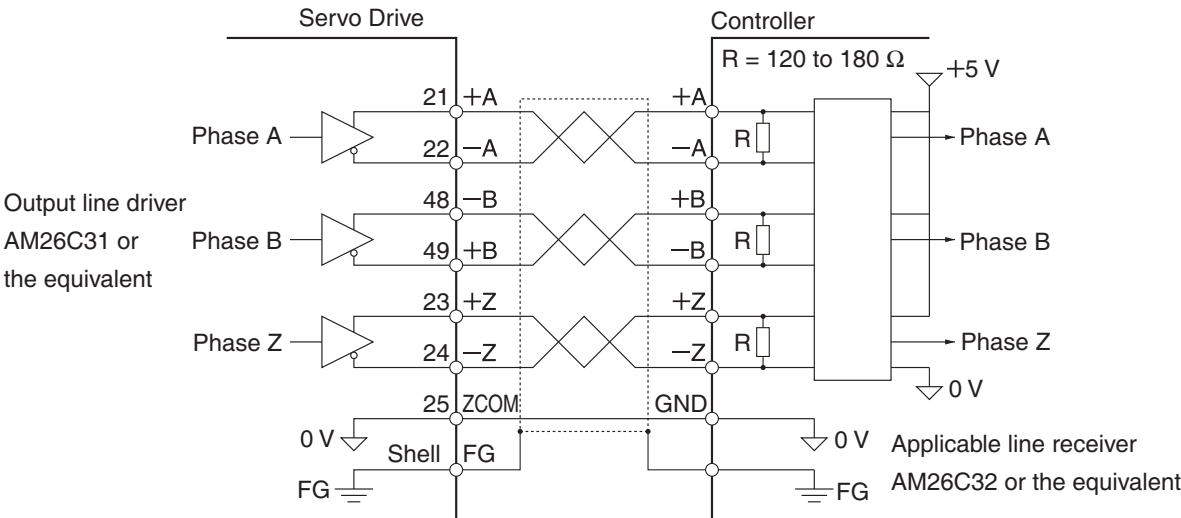 Servo Drive
Controller
R = 120 to 180 Ω
+5 V
21 +A
+A
Phase A
R
Phase A
22 −A
−A
48 −B
+B
Output line driver
AM26C31 or
the equivalent
Phase B
R
Phase B
49 +B
−B
23 +Z
+Z
Phase Z
R
Phase Z
24 −Z
−Z
0 V
25 ZCOM
GND
0 V
0 V
Shell FG
Applicable line receiver
AM26C32 or the equivalent
FG
FG